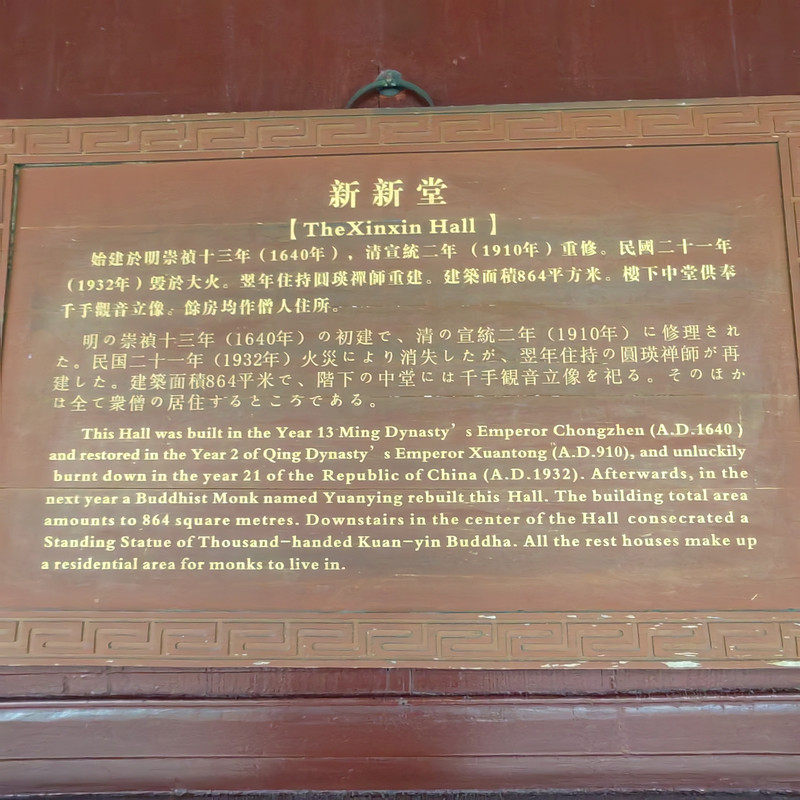 新新堂
【TheXinxin Hall】
始建於明崇禎十三年（1640年），清宣統二年（1910年）重修。民國二十一年
（1932年）毀於大火。翌年住持圓瑛禪師重建。建築面積864平方米。樓下中堂供奉
千手觀音立像。餘房均作僧人住所。
明の崇禎十三年（1640年）の初建で、清の宣統二年（1910年）に修理され
た。民国二十一年（1932年）火災により消失したが、翌年住持の圓瑛禅師が再
建した。建築面積864平米で、階下の中堂には千手観音立像を祀る。そのほか
は全て衆僧の居住するところである。
This Hall was built in the Year 13 Ming Dynasty's Emperor Chongzhen (A.D.1640 )
and restored in the Year 2 of Qing Dynasty's Emperor Xuantong (A.D.910), and unluckily
burnt down in the year 21 of the Republic of China (A.D.1932). Afterwards, in the
next year a Buddhist Monk named Yuanying rebuilt this Hall. The building total area
amounts to 864 square metres. Downstairs in the center of the Hall consecrated a
Standing Statue of Thousand-handed Kuan-yin Buddha. All the rest houses make up
a residential area for monks to live in.